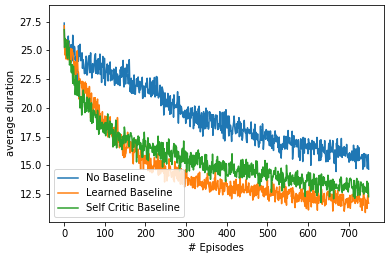 27.5
25.0
22.5
20.0
17.5
15.0
12.5
average duration
No Baseline
Learned Baseline
Self Critic Baseline
0 100 200 300 400 500 600 700
# Episodes